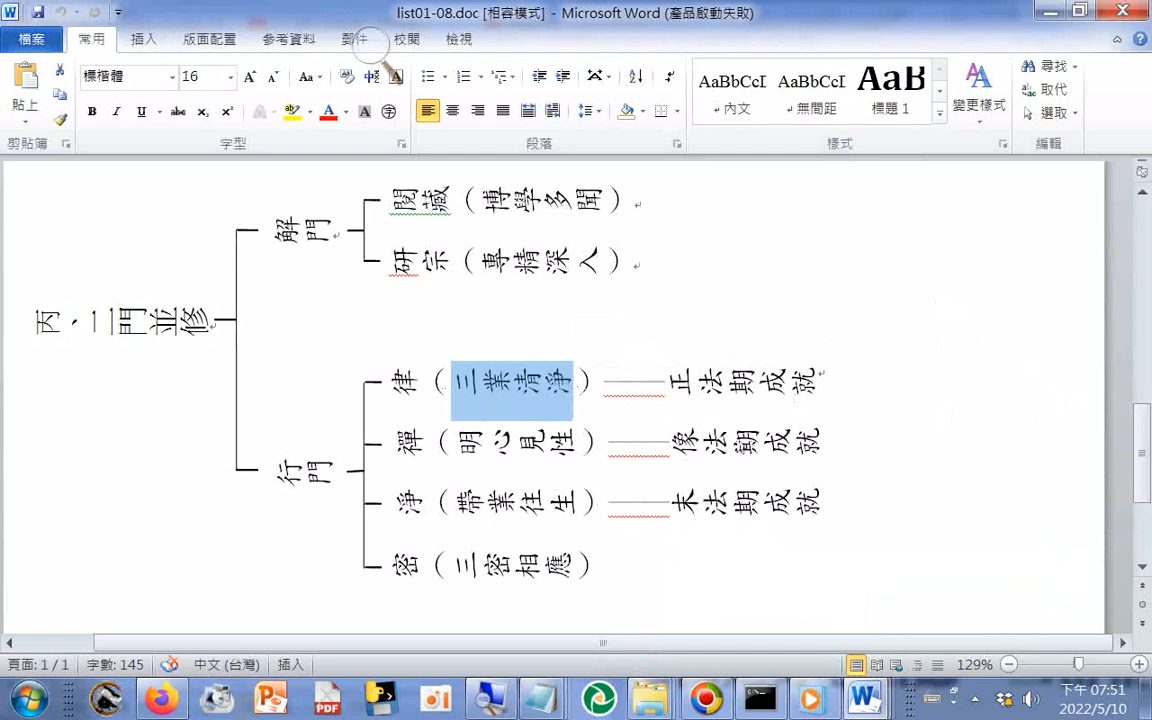 list01-08.doc [相容模式] - Microsoft Word (產品啟動失敗)
檔案 常用 插入 版面配置 參考資料 郵件 校閱 檢視
貼上
標楷體 16
AaBbCcI AaBbCcI AaB
內文 無間距 標題 1
變更樣式
尋找
取代
選取
剪貼簿 字型 段落 樣式 編輯
丙、二門並修
解門
閱藏（博學多聞）
研宗（專精深入）
行門
律（三業清淨）———正法期成就
禪（明心見性）———像法期成就
淨（帶業往生）———末法期成就
密（三密相應）
頁面: 1 / 1 字數: 145 中文 (台灣) 插入 129%
下午 07:51
2022/5/10